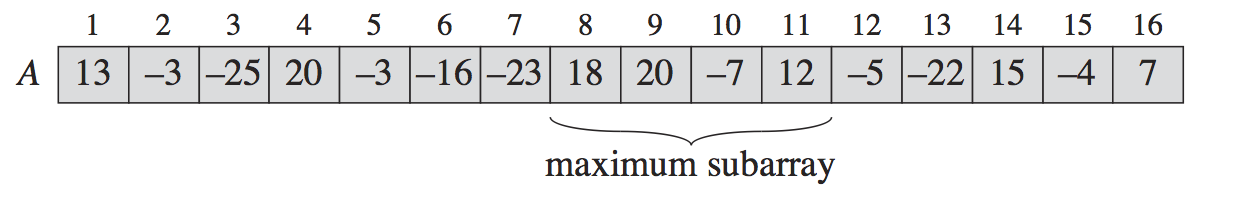 1 2 3 4 5 6 7 8 9 10 11 12 13 14 15 16
A 13 –3 –25 20 –3 –16 –23 18 20 –7 12 –5 –22 15 –4 7
maximum subarray